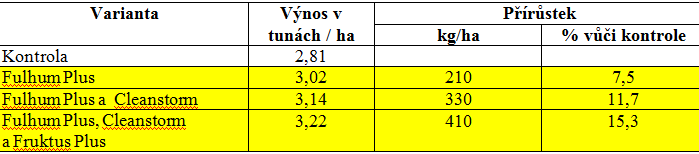 Varianta Výnos v Přírůstek
tunách / ha kg/ha % vůči kontrole
Kontrola 2,81
Fulhum Plus 3,02 210 7,5
Fulhum Plus a Cleanstorm 3,14 330 11,7
Fulhum Plus, Cleanstorm 3,22 410 15,3
a Fruktus Plus